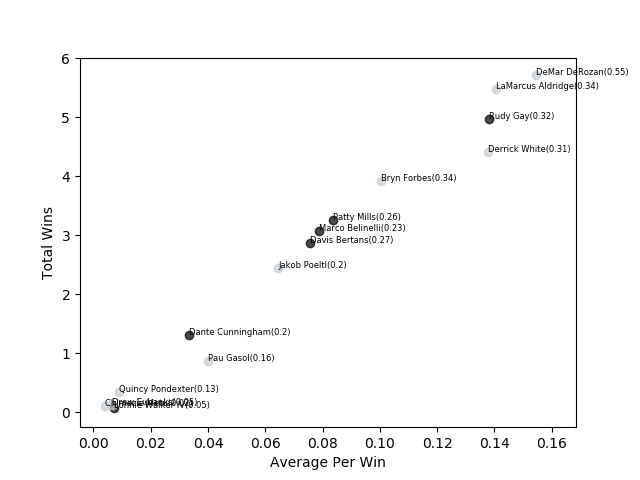 6
DeMar DeRozan(0.55)
LaMarcus Aldridge(0.34)
5
Rudy Gay(0.32)
Derrick White(0.31)
4
Bryn Forbes(0.34)
Patty Mills(0.26)
Marco Belinelli(0.23)
3
Davis Bertans(0.27)
Jakob Poeltl(0.2)
Total Wins
2
Dante Cunningham(0.2)
1
Pau Gasol(0.16)
Quincy Pondexter(0.13)
Drew Eubanks(0.05)
Lonnie Walker IV(0.05)
0
0.00 0.02 0.04 0.06 0.08 0.10 0.12 0.14 0.16
Average Per Win